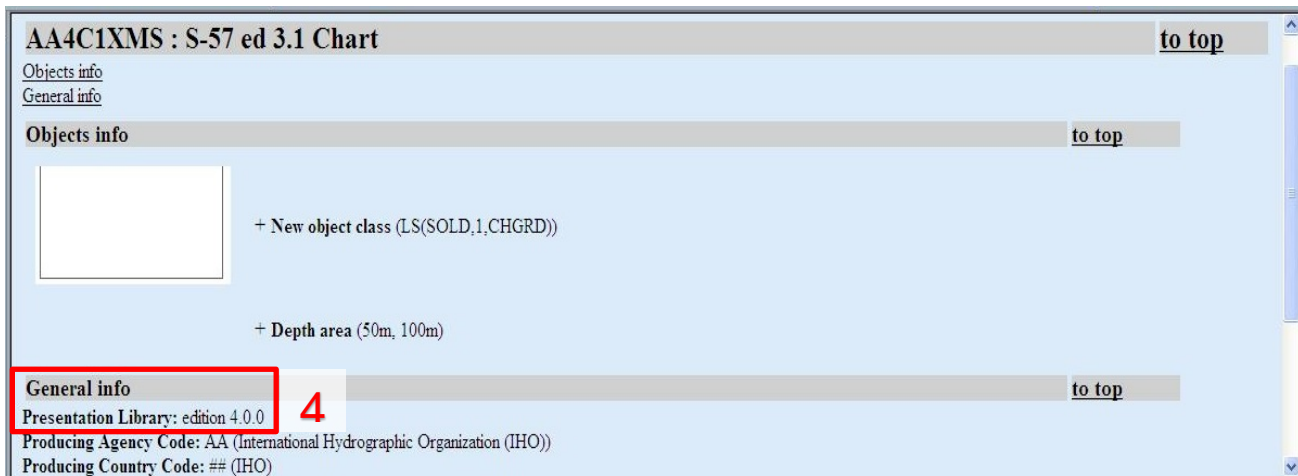 AA4C1XMS : S-57 ed 3.1 Chart to top
Objects info
General info
Objects info to top
+ New object class (LS(SOLD,1,CHGRD))
+ Depth area (50m, 100m)
General info to top
4
Presentation Library: edition 4.0.0
Producing Agency Code: AA (International Hydrographic Organization (IHO))
Producing Country Code: ## (IHO)